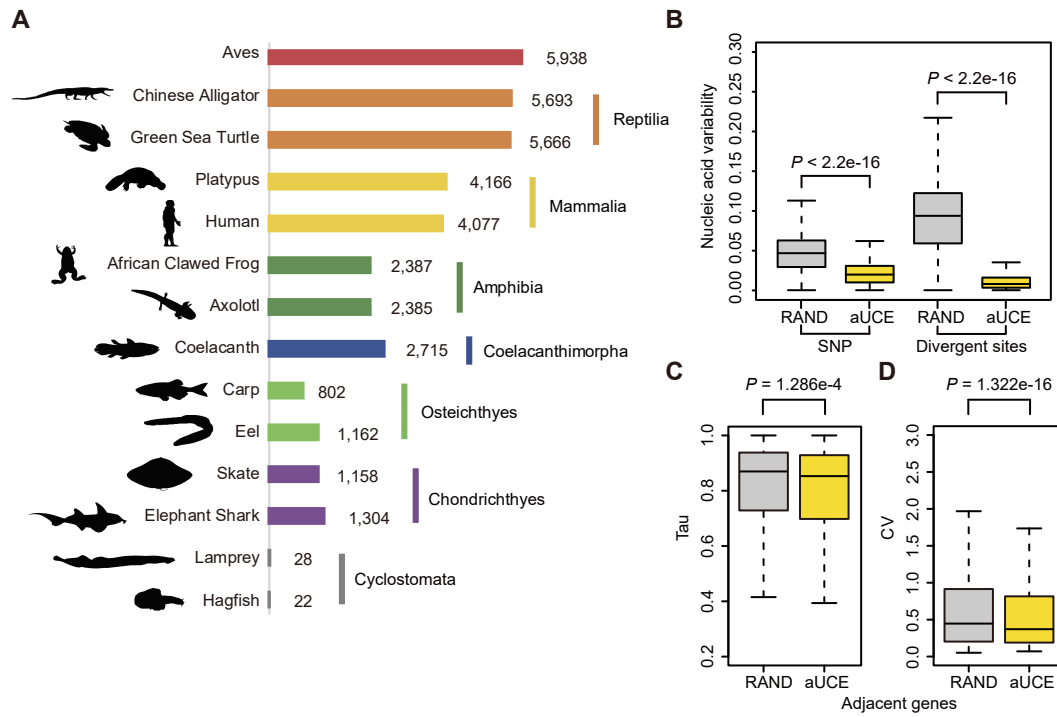 A
Aves 5,938
Chinese Alligator 5,693
Reptilia
Green Sea Turtle 5,666
Platypus 4,166
Mammalia
Human 4,077
African Clawed Frog 2,387
Amphibia
Axolotl 2,385
Coelacanth 2,715 Coelacanthimorpha
Carp 802
Osteichthyes
Eel 1,162
Skate 1,158
Chondrichthyes
Elephant Shark 1,304
Lamprey 28
Cyclostomata
Hagfish 22
B
Nucleic acid variability
0.30
0.25
0.20
0.15
0.10
0.05
0.00
P < 2.2e-16
P < 2.2e-16
RAND aUCE RAND aUCE
SNP Divergent sites
C
P = 1.286e-4
Tau
1.0
0.8
0.6
0.4
0.2
RAND aUCE
D
P = 1.322e-16
CV
3.0
2.5
2.0
1.5
1.0
0.5
0.0
RAND aUCE
Adjacent genes